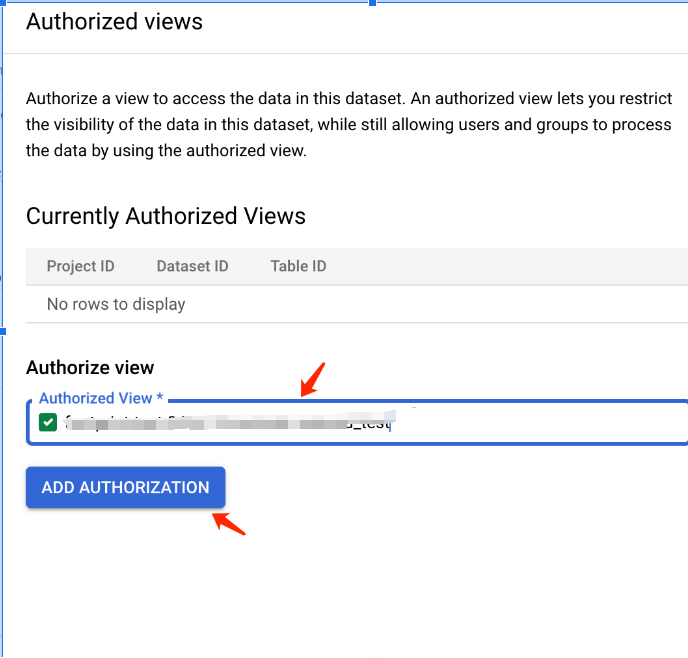 Authorized views
Authorize a view to access the data in this dataset. An authorized view lets you restrict
the visibility of the data in this dataset, while still allowing users and groups to process
the data by using the authorized view.
Currently Authorized Views
Project ID Dataset ID Table ID
No rows to display
Authorize view
Authorized View *
ADD AUTHORIZATION